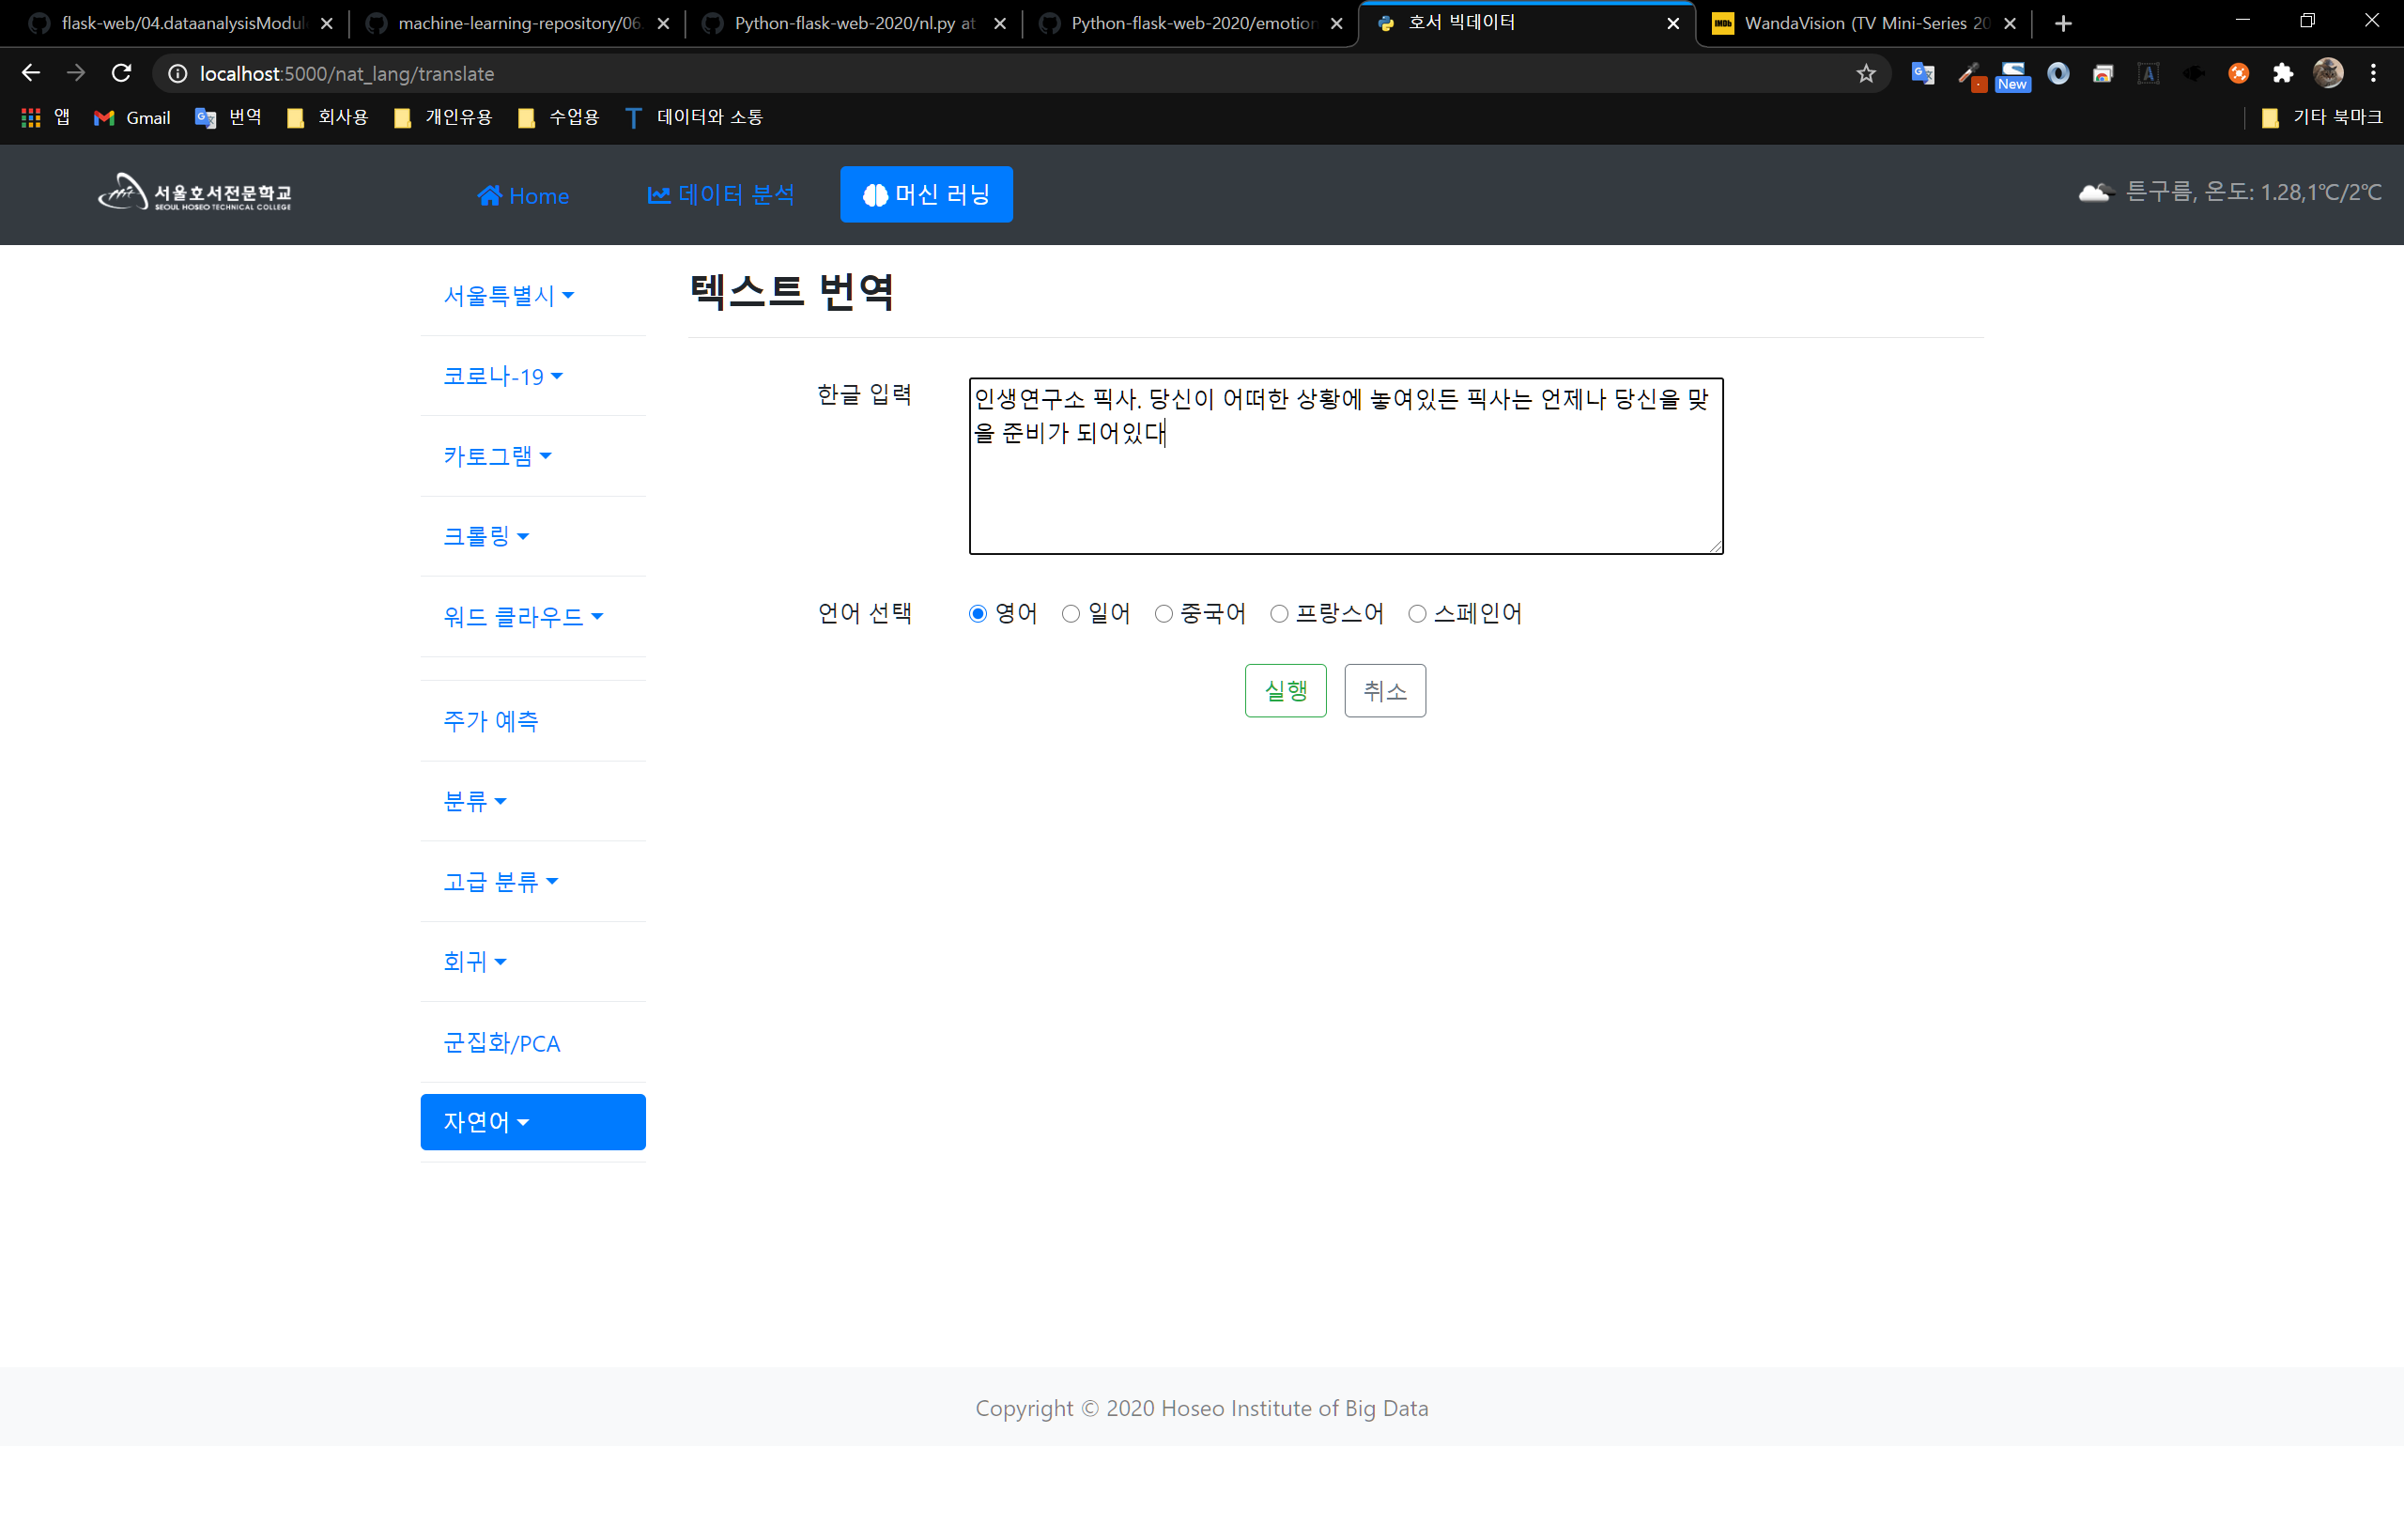 flask-web/04.dataanalysisModul
machine-learning-repository/06.
Python-flask-web-2020/nl.py at
Python-flask-web-2020/emotion
호서 빅데이터
IMDb
WandaVision (TV Mini-Series 20
localhost:5000/nat_lang/translate
New
앱
Gmail
번역
회사용
개인유용
수업용
데이터와 소통
기타 북마크
서울호서전문학교
SEOUL HOSEO TECHNICAL COLLEGE
Home
데이터 분석
머신 러닝
튼구름, 온도: 1.28,1℃/2℃
서울특별시
코로나-19
카토그램
크롤링
워드 클라우드
주가 예측
분류
고급 분류
회귀
군집화/PCA
자연어
텍스트 번역
한글 입력
인생연구소 픽사. 당신이 어떠한 상황에 놓여있든 픽사는 언제나 당신을 맞
을 준비가 되어있다
언어 선택
영어 일어 중국어 프랑스어 스페인어
실행 취소
Copyright © 2020 Hoseo Institute of Big Data